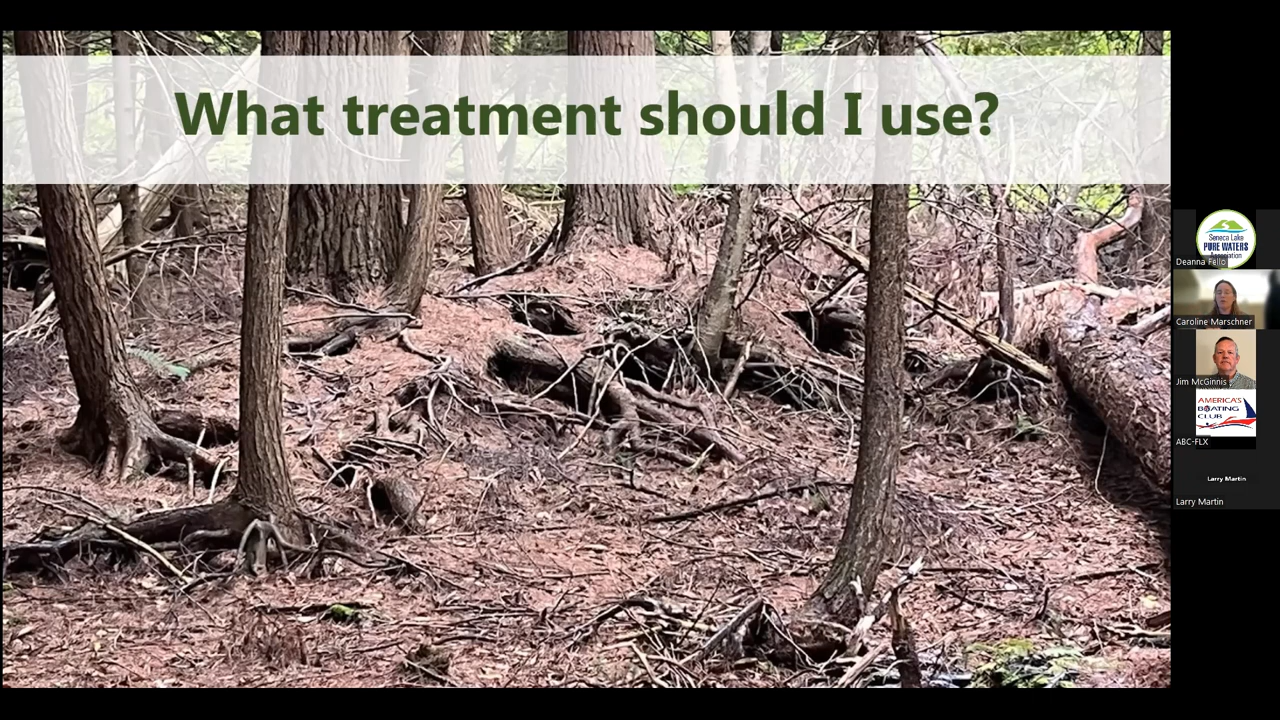 What treatment should I use?
Seneca Lake
PURE WATERS
Association
Deanna Fello
Caroline Marschner
Jim McGinnis
AMERICA'S
BOATING
CLUB
ABC-FLX
Larry Martin
Larry Martin